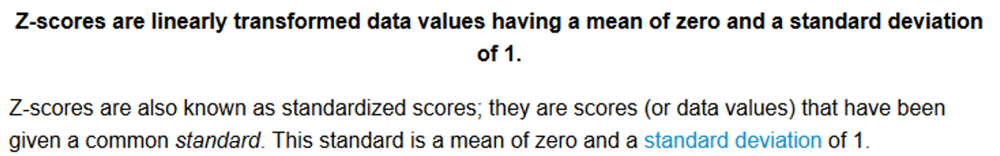 Z-scores are linearly transformed data values having a mean of zero and a standard deviation
of 1.
Z-scores are also known as standardized scores; they are scores (or data values) that have been
given a common standard. This standard is a mean of zero and a standard deviation of 1.